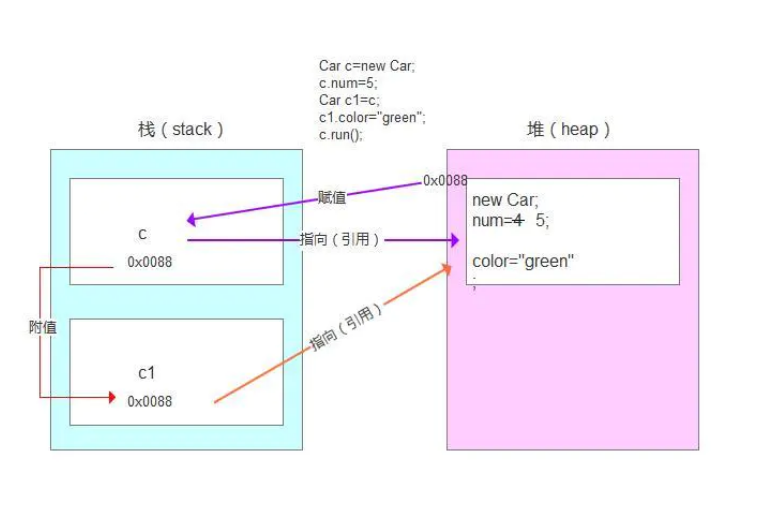 Car c=new Car;
c.num=5;
Car c1=c;
c1.color="green";
c.run();
栈（stack）
堆（heap）
0x0088
赋值
new Car;
num=4 5;
c
指向（引用）
0x0088
color="green"
;
附值
指向（引用）
c1
0x0088